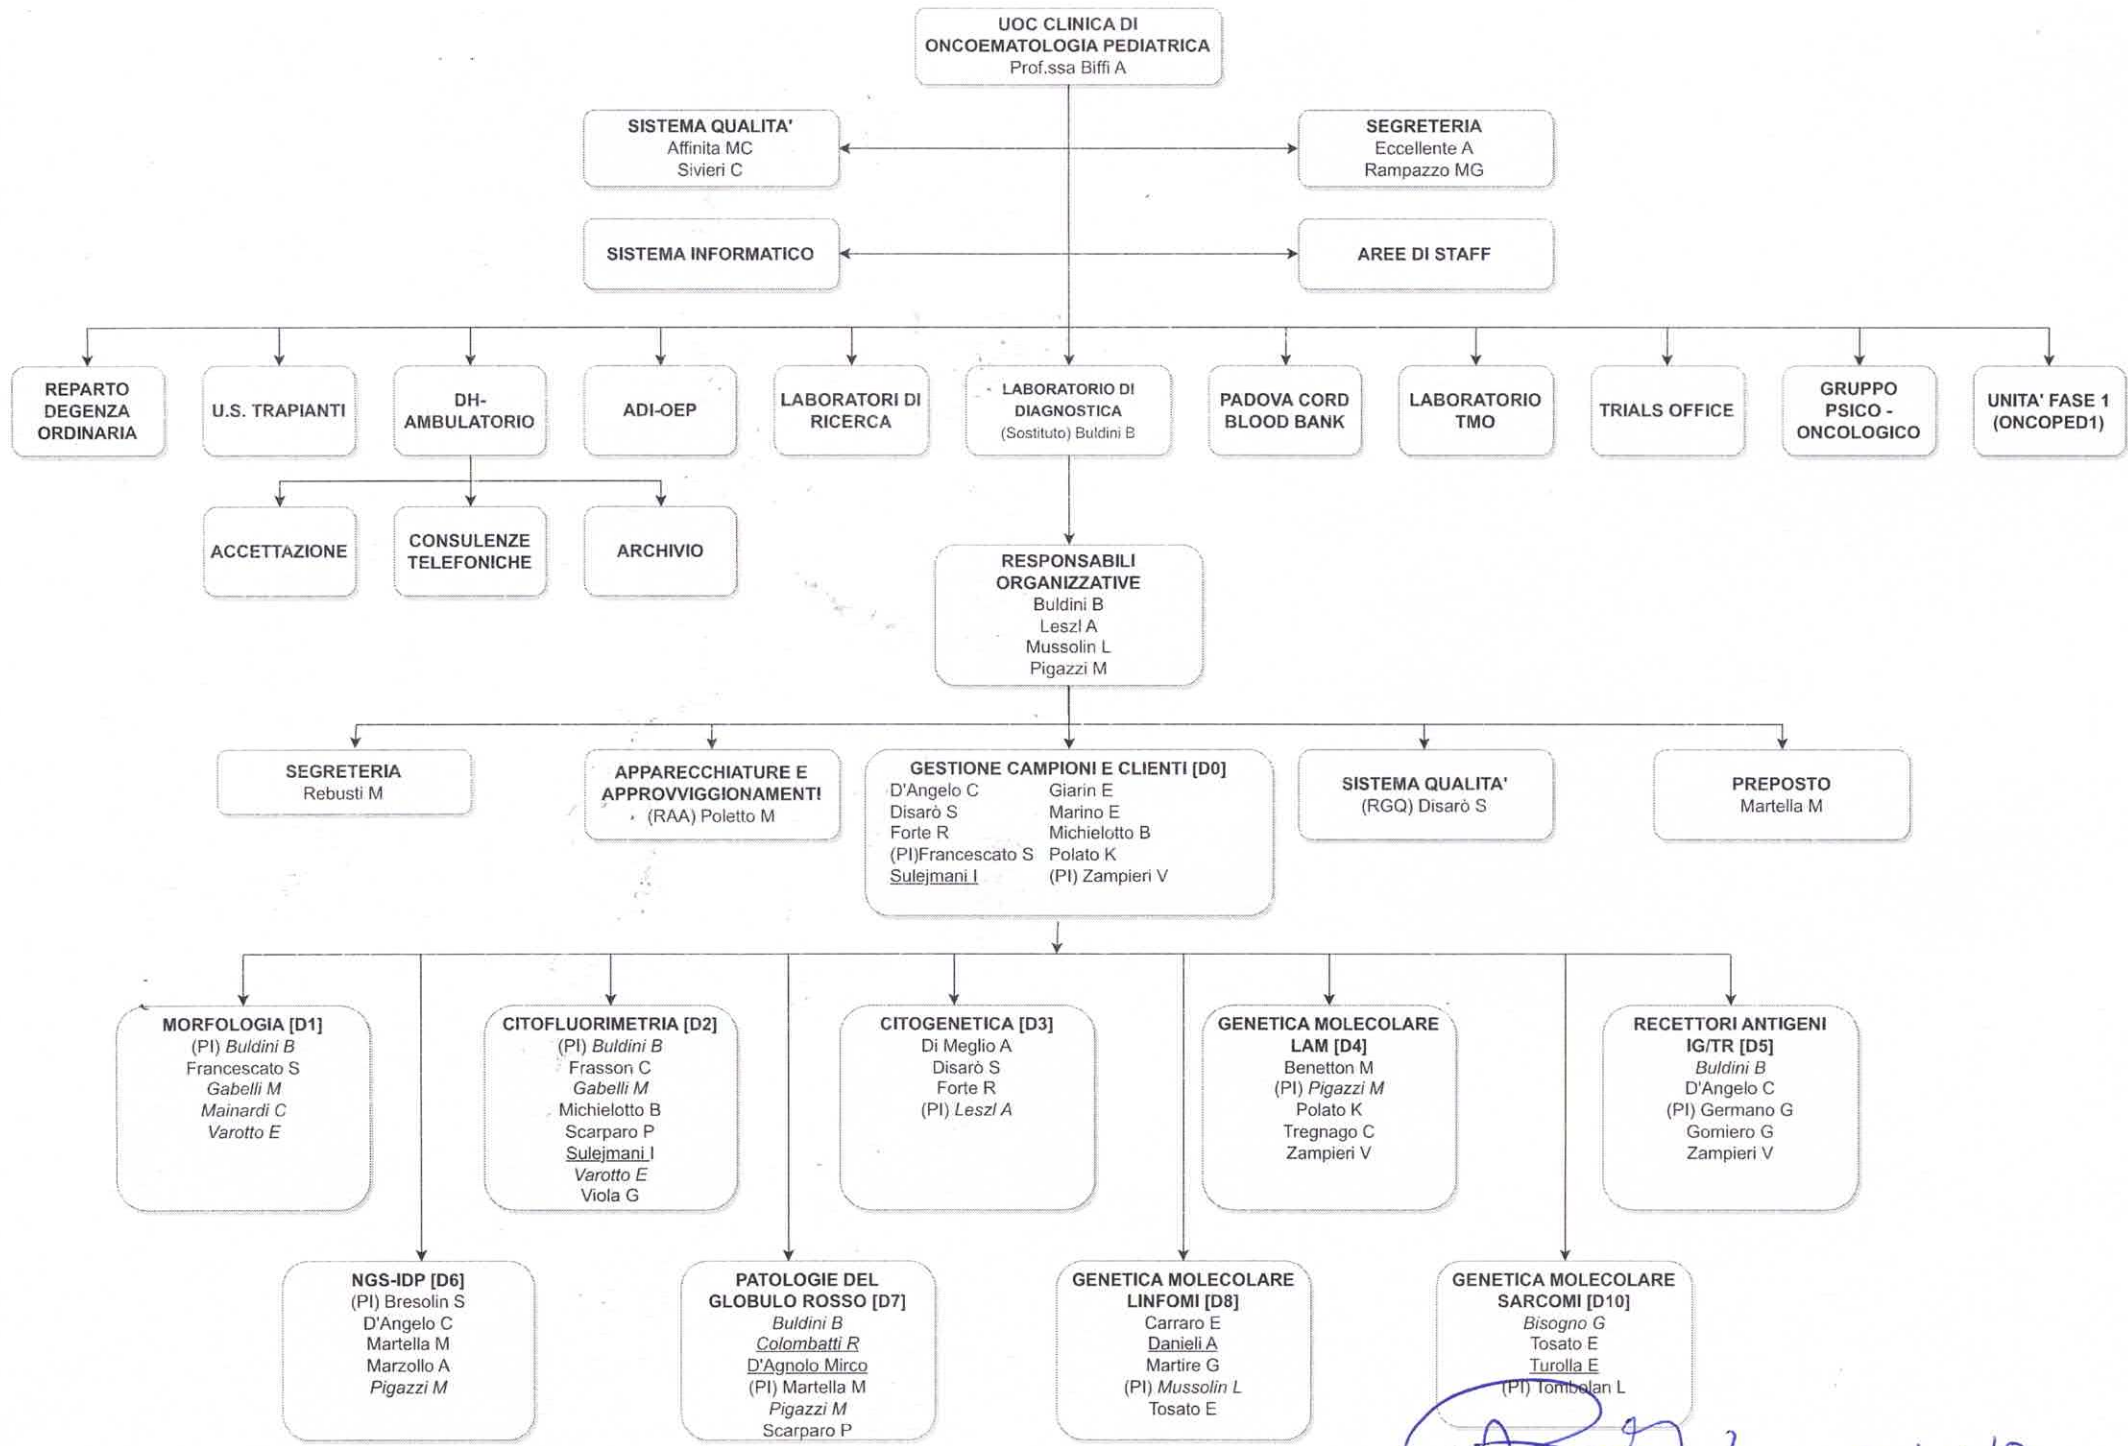 UOC CLINICA DI
ONCOEMATOLOGIA PEDIATRICA
Prof.ssa Biffi A
SISTEMA QUALITA'
Affinita MC
Sivieri C
SEGRETERIA
Eccellente A
Rampazzo MG
SISTEMA INFORMATICO
AREE DI STAFF
REPARTO
DEGENZA
ORDINARIA
U.S. TRAPIANTI
DH-
AMBULATORIO
ADI-OEP
LABORATORI DI
RICERCA
LABORATORIO DI
DIAGNOSTICA
(Sostituto) Buldini B
PADOVA CORD
BLOOD BANK
LABORATORIO
TMO
TRIALS OFFICE
GRUPPO
PSICO -
ONCOLOGICO
UNITA' FASE 1
(ONCOPED1)
ACCETTAZIONE
CONSULENZE
TELEFONICHE
ARCHIVIO
RESPONSABILI
ORGANIZZATIVE
Buldini B
Leszl A
Mussolin L
Pigazzi M
SEGRETERIA
Rebusti M
APPARECCHIATURE E
APPROVVIGGIONAMENTI
(RAA) Poletto M
GESTIONE CAMPIONI E CLIENTI [D0]
D'Angelo C Giarin E
Disarò S Marino E
Forte R Michielotto B
(PI)Francescato S Polato K
Sulejmani I (PI) Zampieri V
SISTEMA QUALITA'
(RGQ) Disarò S
PREPOSTO
Martella M
MORFOLOGIA [D1]
(PI) Buldini B
Francescato S
Gabelli M
Mainardi C
Varotto E
CITOFLUORIMETRIA [D2]
(PI) Buldini B
Frasson C
Gabelli M
Michielotto B
Scarparo P
Sulejmani I
Varotto E
Viola G
CITOGENETICA [D3]
Di Meglio A
Disarò S
Forte R
(PI) Leszl A
GENETICA MOLECOLARE
LAM [D4]
Benetton M
(PI) Pigazzi M
Polato K
Tregnago C
Zampieri V
RECETTORI ANTIGENI
IG/TR [D5]
Buldini B
D'Angelo C
(PI) Germano G
Gomiero G
Zampieri V
NGS-IDP [D6]
(PI) Bresolin S
D'Angelo C
Martella M
Marzollo A
Pigazzi M
PATOLOGIE DEL
GLOBULO ROSSO [D7]
Buldini B
Colombatti R
D'Agnolo Mirco
(PI) Martella M
Pigazzi M
Scarparo P
GENETICA MOLECOLARE
LINFOMI [D8]
Carraro E
Danieli A
Martire G
(PI) Mussolin L
Tosato E
GENETICA MOLECOLARE
SARCOMI [D10]
Bisogno G
Tosato E
Turolla E
(PI) Tombolan L